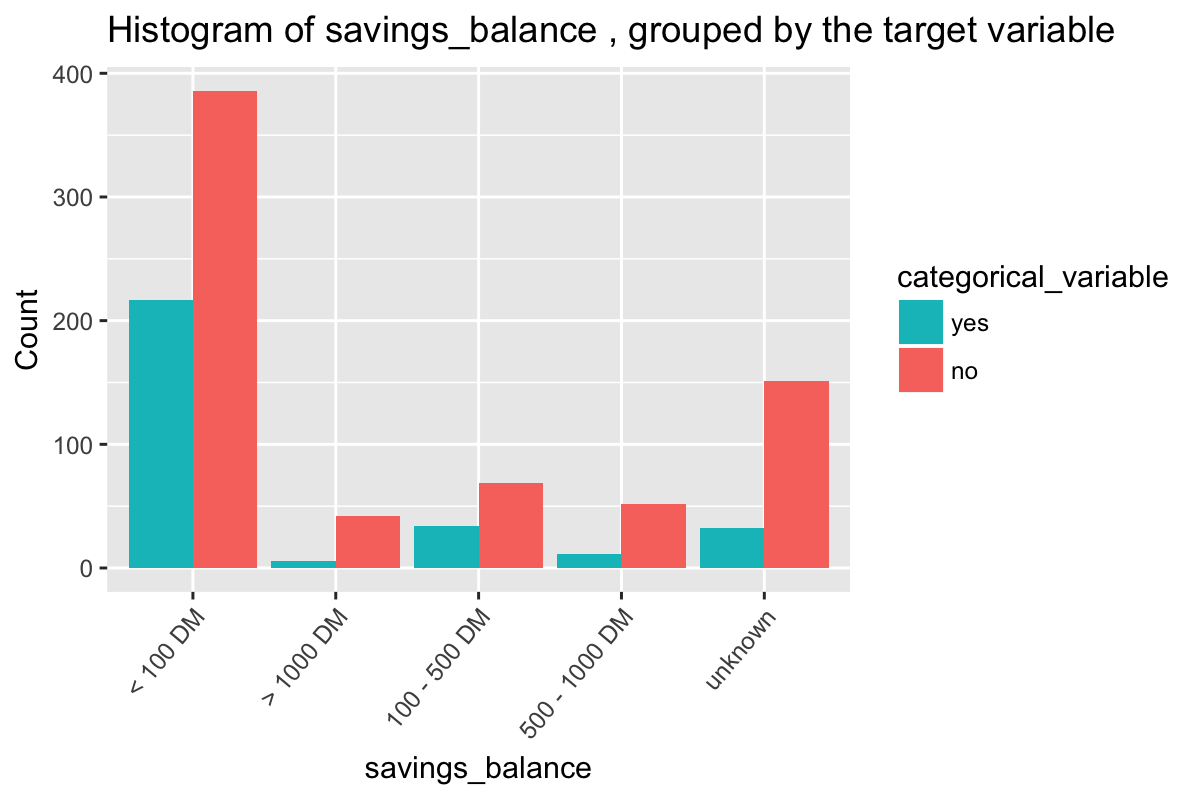 Histogram of savings_balance , grouped by the target variable
400
300
200
100
0
Count
< 100 DM
> 1000 DM
100 - 500 DM
500 - 1000 DM
unknown
savings_balance
categorical_variable
yes
no